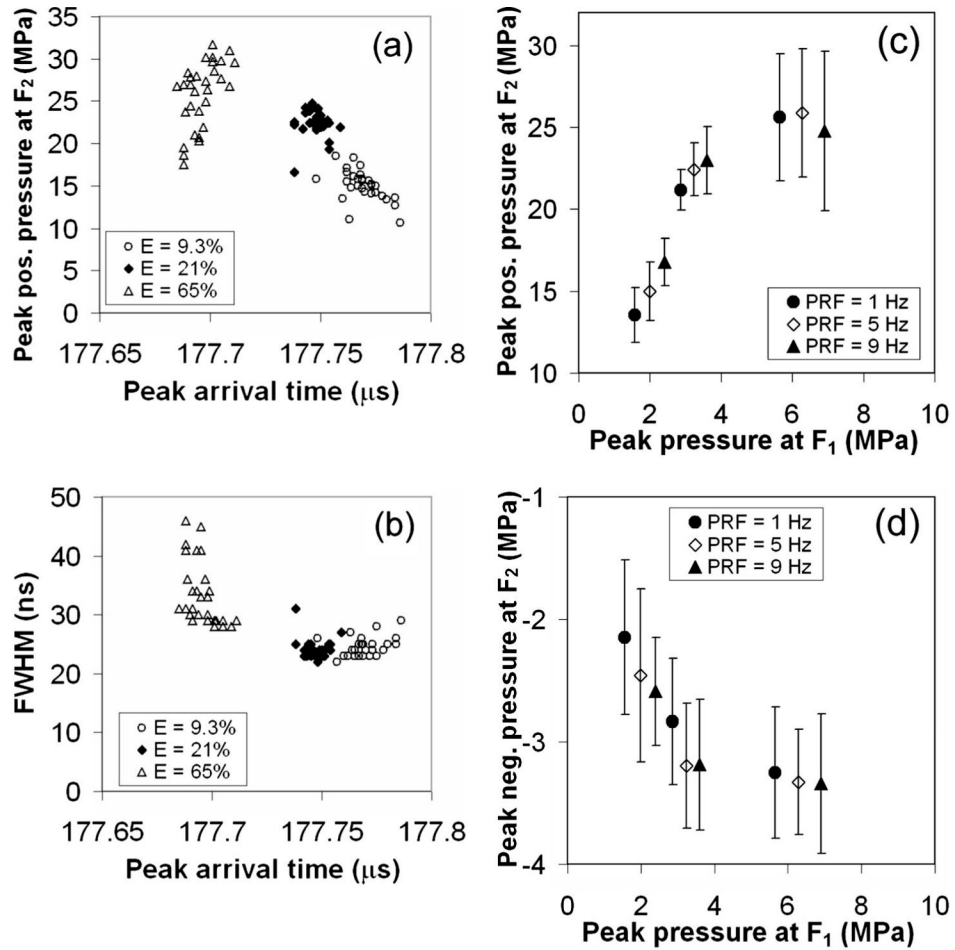 (a)
Peak pos. pressure at F₂ (MPa)
35
30
25
20
15
10
5
0
○ E = 9.3%
◆ E = 21%
△ E = 65%
177.65 177.7 177.75 177.8
Peak arrival time (μs)
(c)
Peak pos. pressure at F₂ (MPa)
30
25
20
15
10
● PRF = 1 Hz
◇ PRF = 5 Hz
▲ PRF = 9 Hz
0 2 4 6 8 10
Peak pressure at F₁ (MPa)
(b)
FWHM (ns)
50
40
30
20
10
0
○ E = 9.3%
◆ E = 21%
△ E = 65%
177.65 177.7 177.75 177.8
Peak arrival time (μs)
(d)
Peak neg. pressure at F₂ (MPa)
-1
-2
-3
-4
● PRF = 1 Hz
◇ PRF = 5 Hz
▲ PRF = 9 Hz
0 2 4 6 8 10
Peak pressure at F₁ (MPa)